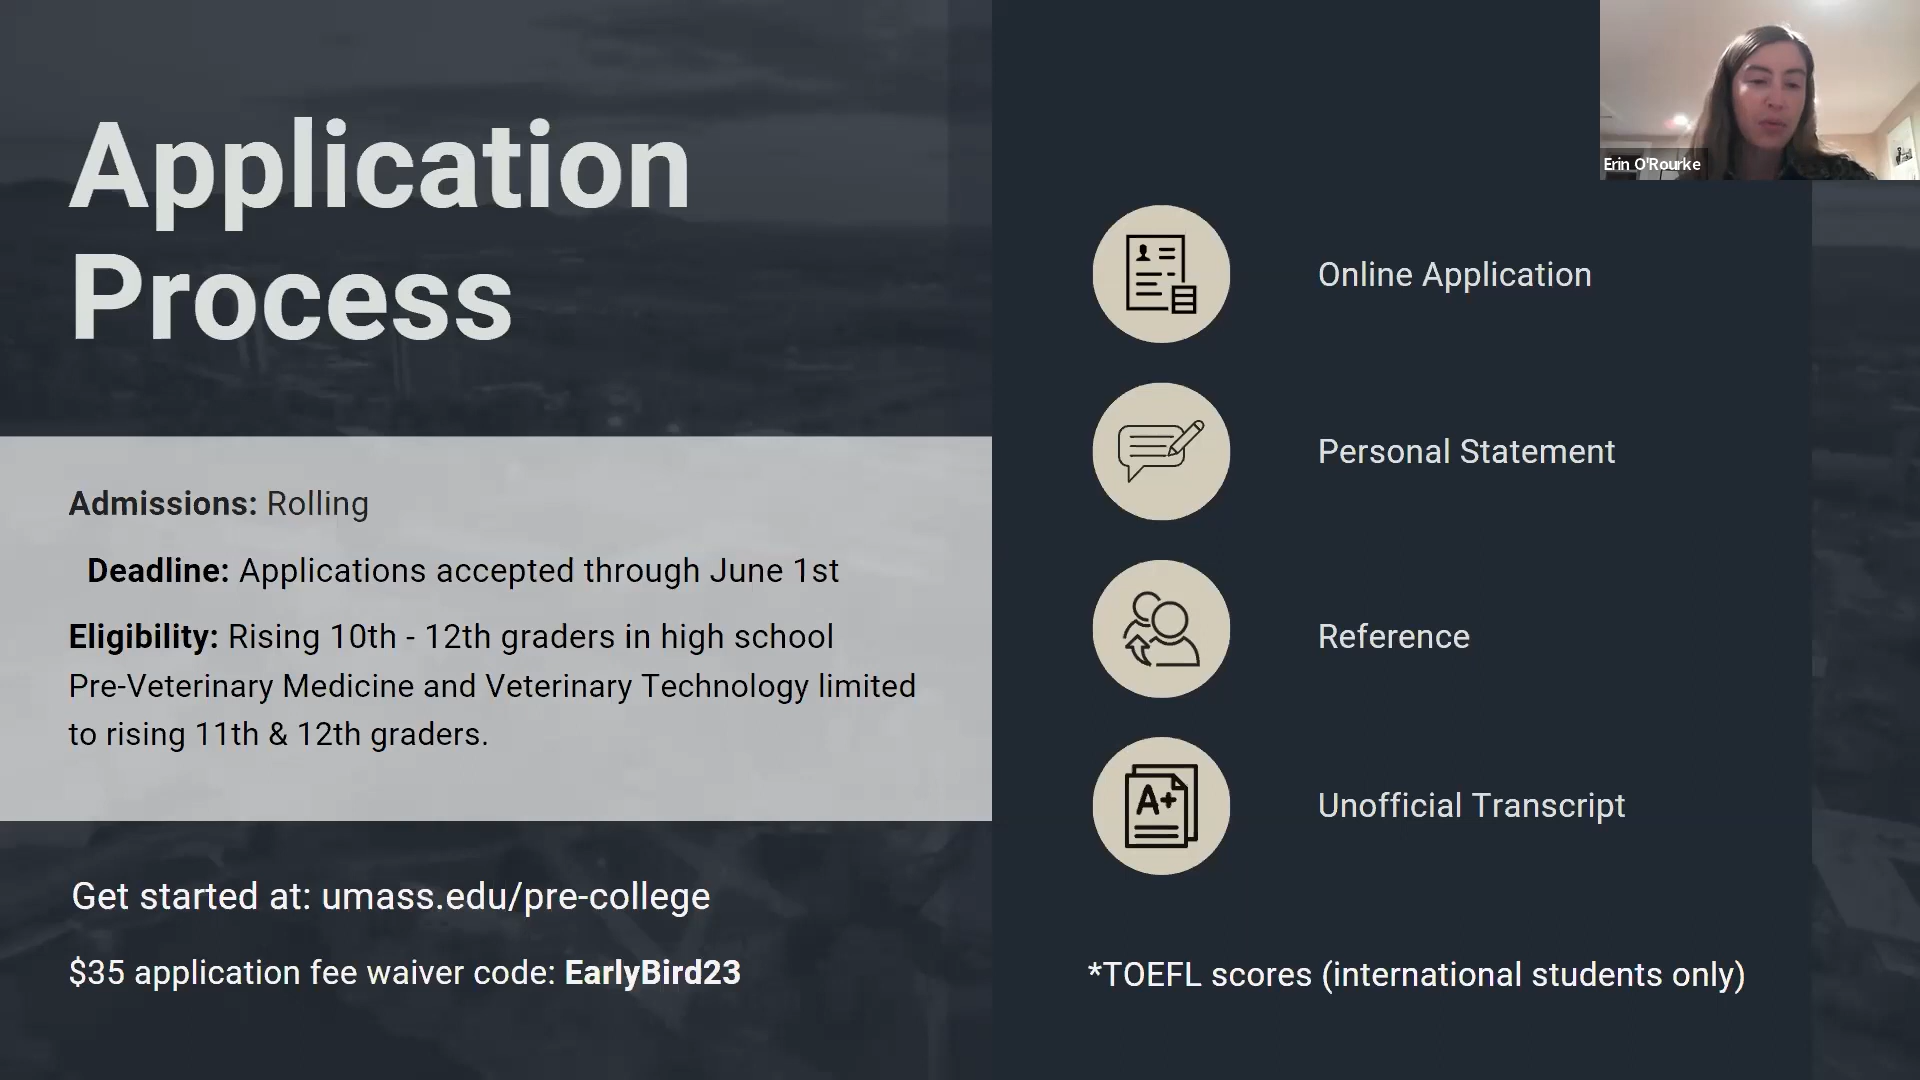 Application
Process
Admissions: Rolling
Deadline: Applications accepted through June 1st
Eligibility: Rising 10th - 12th graders in high school
Pre-Veterinary Medicine and Veterinary Technology limited
to rising 11th & 12th graders.
Get started at: umass.edu/pre-college
$35 application fee waiver code: EarlyBird23
Erin O'Rourke
Online Application
Personal Statement
Reference
A+
Unofficial Transcript
*TOEFL scores (international students only)